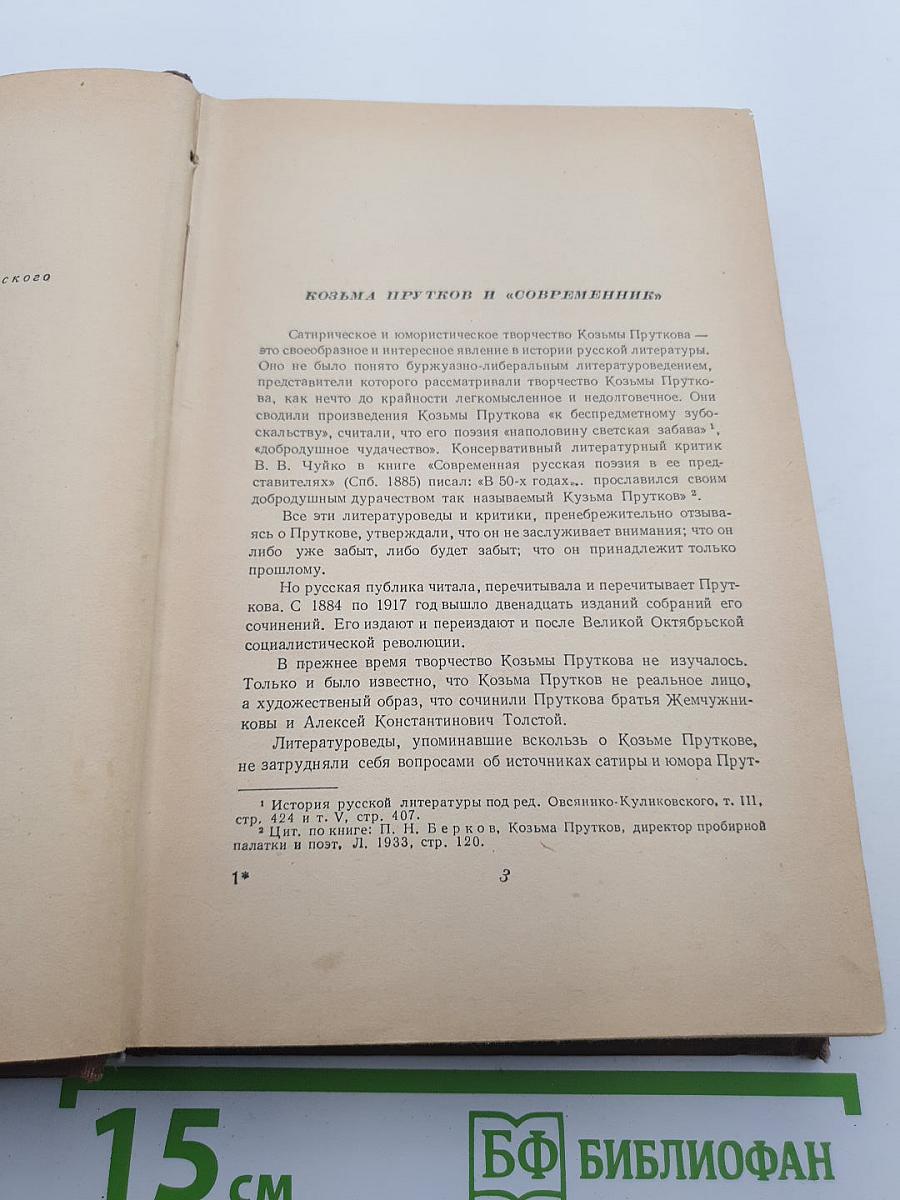 ского
КОЗЬМА ПРУТКОВ И «СОВРЕМЕННИК»
Сатирическое и юмористическое творчество Козьмы Пруткова —
это своеобразное и интересное явление в истории русской литературы.
Оно не было понято буржуазно-либеральным литературоведением,
представители которого рассматривали творчество Козьмы Прутко-
ва, как нечто до крайности легкомысленное и недолговечное. Они
сводили произведения Козьмы Пруткова «к беспредметному зубо-
скальству», считали, что его поэзия «наполовину светская забава» ¹,
«добродушное чудачество». Консервативный литературный критик
В. В. Чуйко в книге «Современная русская поэзия в ее пред-
ставителях» (Спб. 1885) писал: «В 50-х годах... прославился своим
добродушным дурачеством так называемый Кузьма Прутков» ².
Все эти литературоведы и критики, пренебрежительно отзыва-
ясь о Пруткове, утверждали, что он не заслуживает внимания; что он
либо уже забыт, либо будет забыт; что он принадлежит только
прошлому.
Но русская публика читала, перечитывала и перечитывает Прут-
кова. С 1884 по 1917 год вышло двенадцать изданий собраний его
сочинений. Его издают и переиздают и после Великой Октябрьской
социалистической революции.
В прежнее время творчество Козьмы Пруткова не изучалось.
Только и было известно, что Козьма Прутков не реальное лицо,
а художественый образ, что сочинили Пруткова братья Жемчужни-
ковы и Алексей Константинович Толстой.
Литературоведы, упоминавшие вскользь о Козьме Пруткове,
не затрудняли себя вопросами об источниках сатиры и юмора Прут-
¹ История русской литературы под ред. Овсянико-Куликовского, т. III,
стр. 424 и т. V, стр. 407.
² Цит. по книге: П. Н. Берков, Козьма Прутков, директор пробирной
палатки и поэт, Л. 1933, стр. 120.
1* 3
15 см БФ БИБЛИОФАН